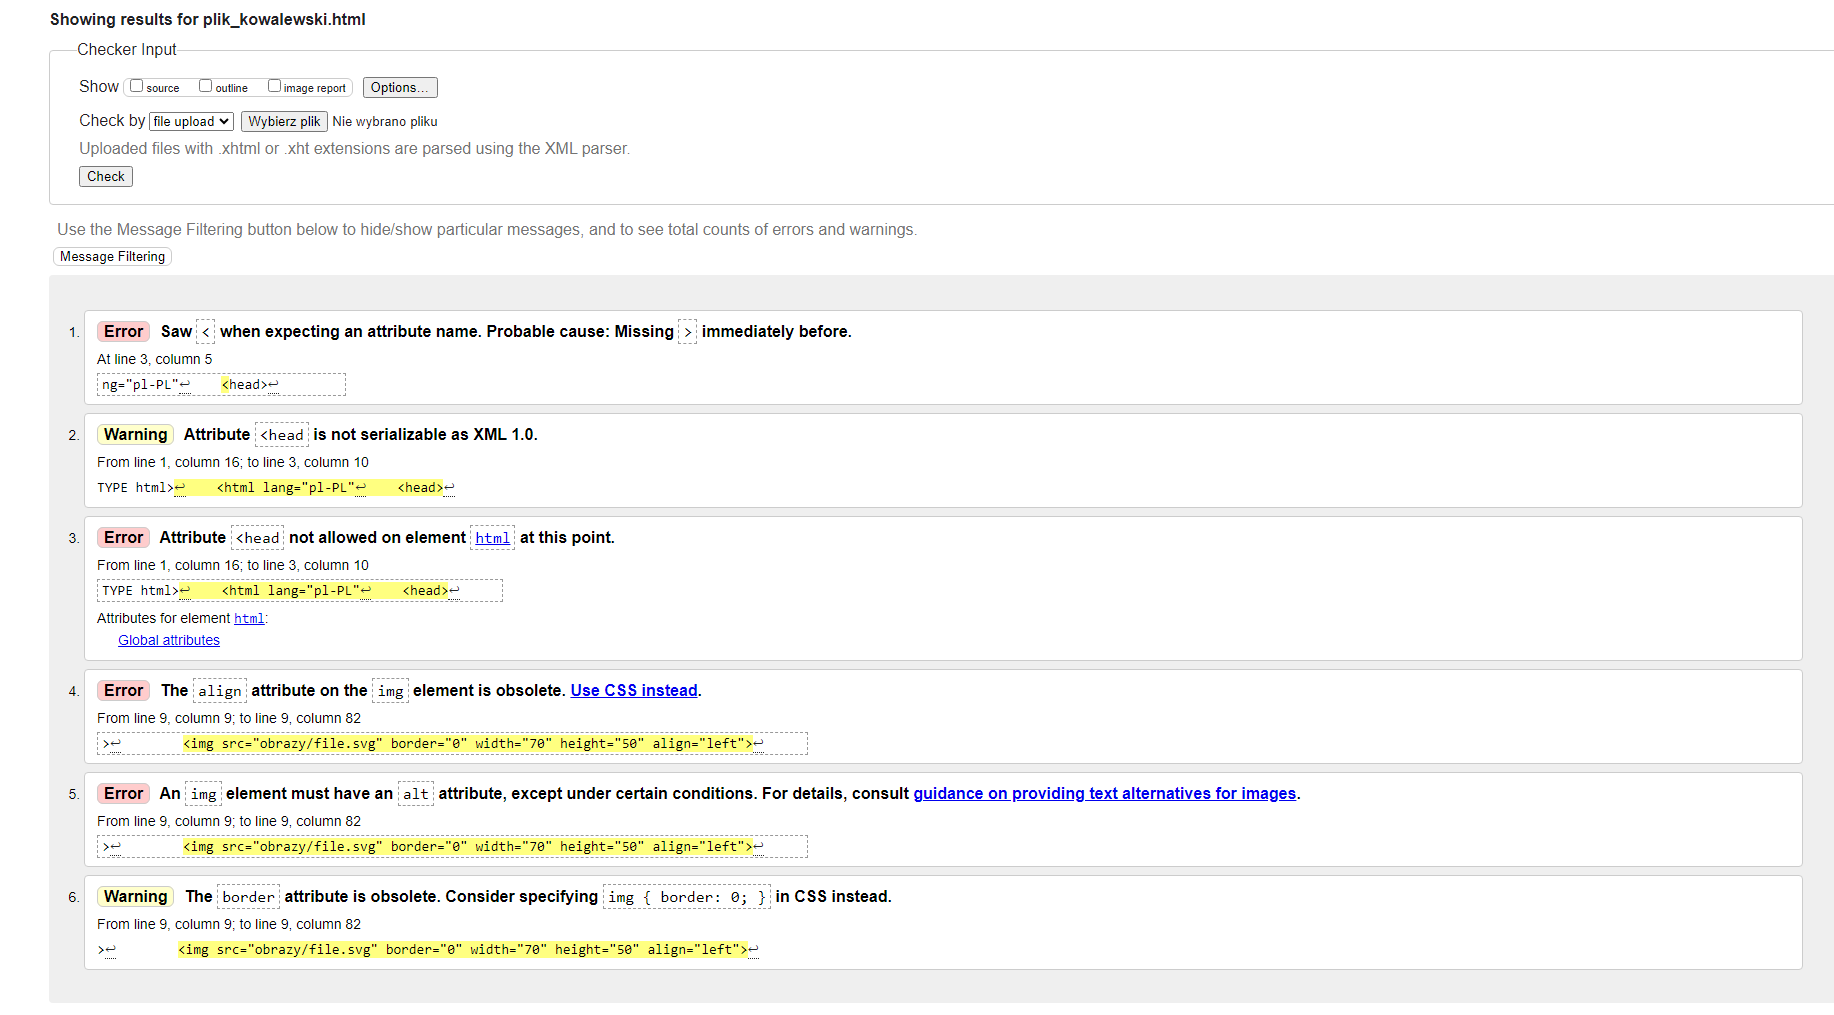 Showing results for plik_kowalewski.html
Checker Input
Show source outline image report Options...
Check by file upload Wybierz plik Nie wybrano pliku
Uploaded files with .xhtml or .xht extensions are parsed using the XML parser.
Check
Use the Message Filtering button below to hide/show particular messages, and to see total counts of errors and warnings.
Message Filtering
1. Error Saw < when expecting an attribute name. Probable cause: Missing > immediately before.
At line 3, column 5
ng="pl-PL"↩ <head>↩
2. Warning Attribute <head is not serializable as XML 1.0.
From line 1, column 16; to line 3, column 10
TYPE html>↩ <html lang="pl-PL"↩ <head>↩
3. Error Attribute <head not allowed on element html at this point.
From line 1, column 16; to line 3, column 10
TYPE html>↩ <html lang="pl-PL"↩ <head>↩
Attributes for element html:
Global attributes
4. Error The align attribute on the img element is obsolete. Use CSS instead.
From line 9, column 9; to line 9, column 82
>↩ <img src="obrazy/file.svg" border="0" width="70" height="50" align="left">↩
5. Error An img element must have an alt attribute, except under certain conditions. For details, consult guidance on providing text alternatives for images.
From line 9, column 9; to line 9, column 82
>↩ <img src="obrazy/file.svg" border="0" width="70" height="50" align="left">↩
6. Warning The border attribute is obsolete. Consider specifying img { border: 0; } in CSS instead.
From line 9, column 9; to line 9, column 82
>↩ <img src="obrazy/file.svg" border="0" width="70" height="50" align="left">↩